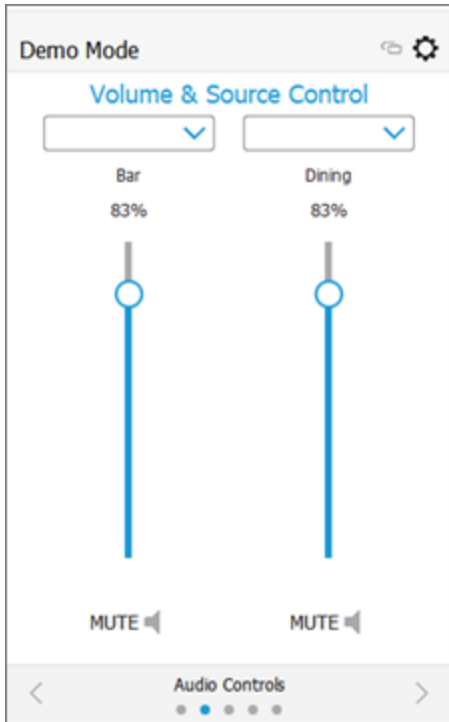 Demo Mode
Volume & Source Control
Bar Dining
83% 83%
MUTE MUTE
Audio Controls